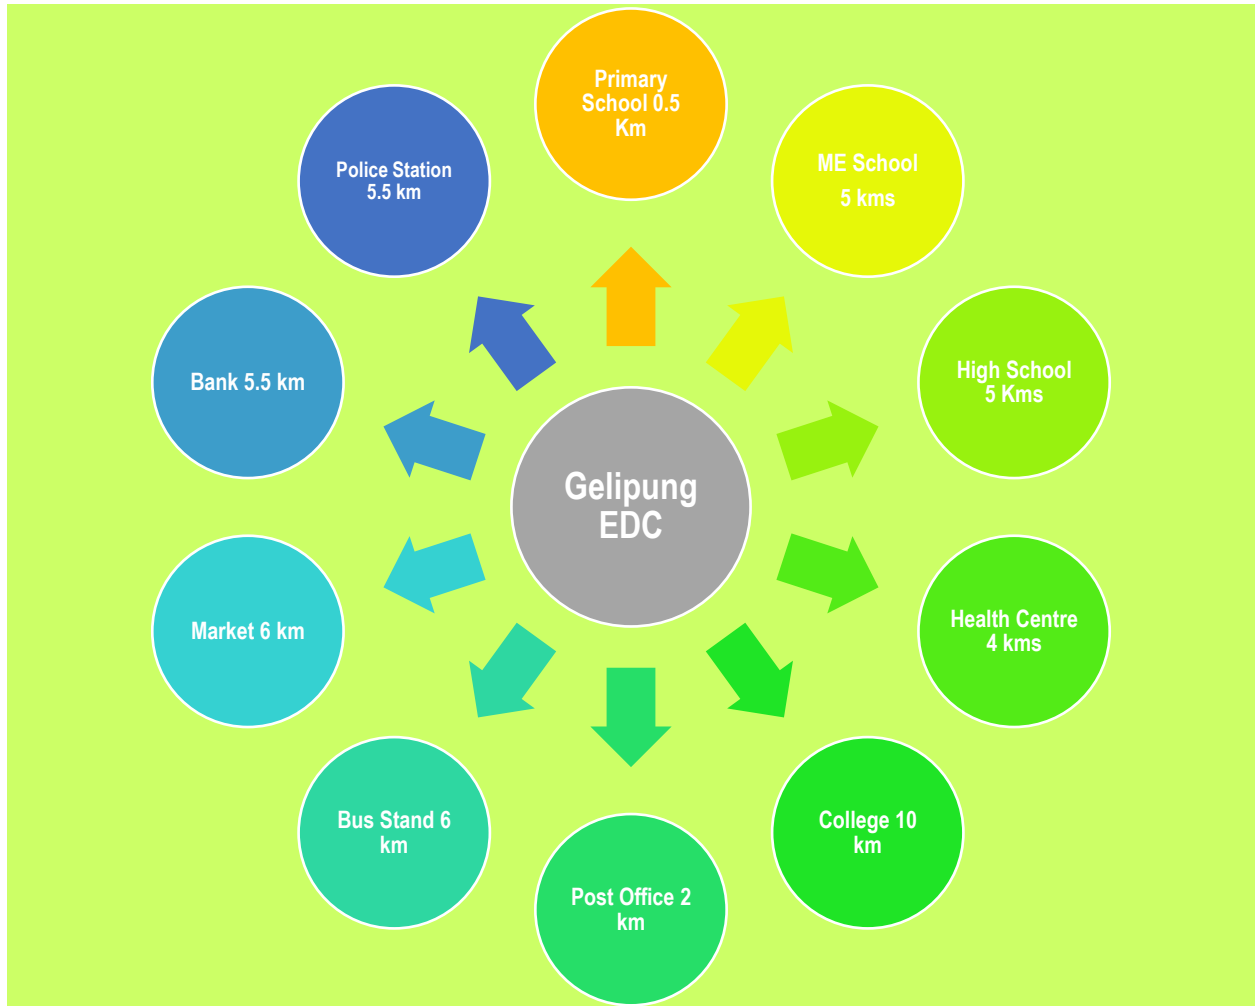 Primary
School 0.5
Km
ME School
5 kms
High School
5 Kms
Health Centre
4 kms
College 10
km
Post Office 2
km
Bus Stand 6
km
Market 6 km
Bank 5.5 km
Police Station
5.5 km
Gelipung
EDC